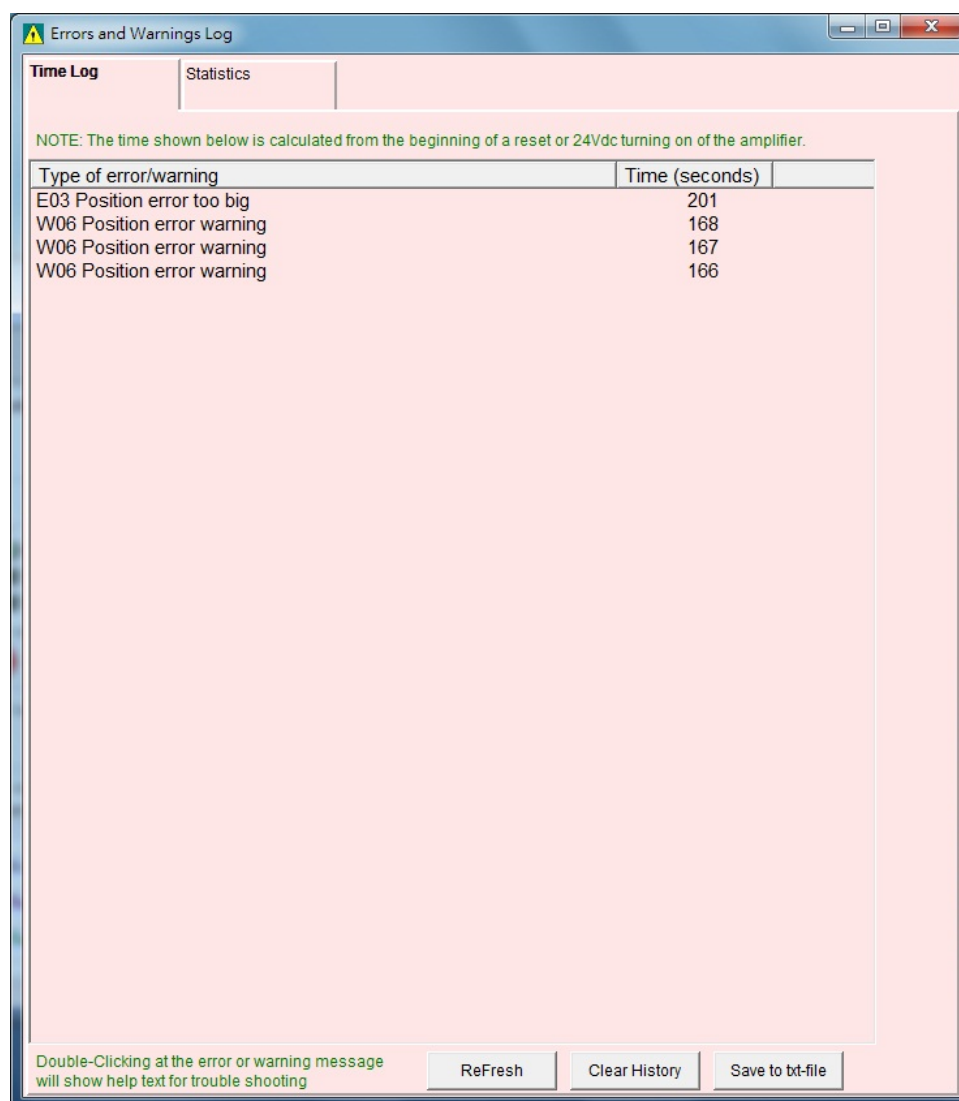 Errors and Warnings Log
Time Log Statistics
NOTE: The time shown below is calculated from the beginning of a reset or 24Vdc turning on of the amplifier.
Type of error/warning Time (seconds)
E03 Position error too big 201
W06 Position error warning 168
W06 Position error warning 167
W06 Position error warning 166
Double-Clicking at the error or warning message
will show help text for trouble shooting
ReFresh Clear History Save to txt-file